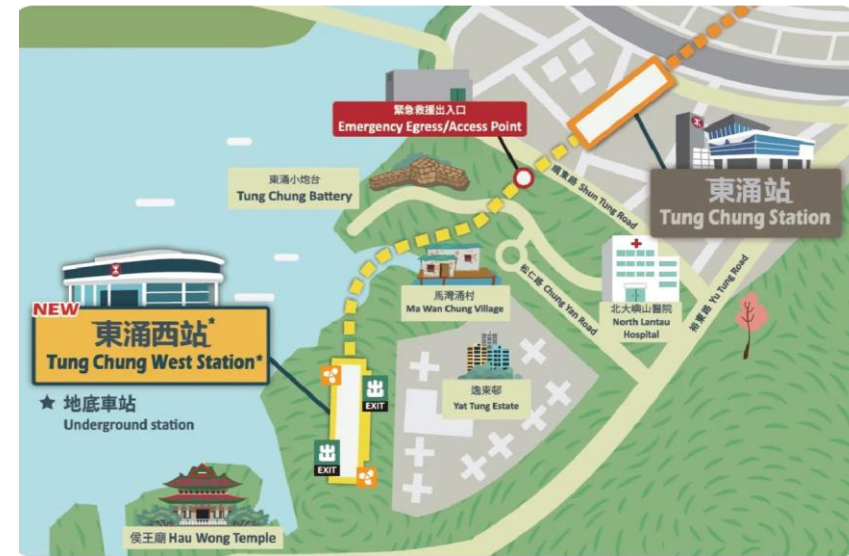 緊急救援出入口
Emergency Egress/Access Point
東涌小炮台
Tung Chung Battery
順東路 Shun Tung Road
東涌站
Tung Chung Station
馬灣涌村
Ma Wan Chung Village
松仁路 Chung Yan Road
北大嶼山醫院
North Lantau
Hospital
裕東路 Yu Tung Road
NEW
東涌西站*
Tung Chung West Station*
★ 地底車站
Underground station
逸東邨
Yat Tung Estate
出
EXIT
出
EXIT
侯王廟 Hau Wong Temple